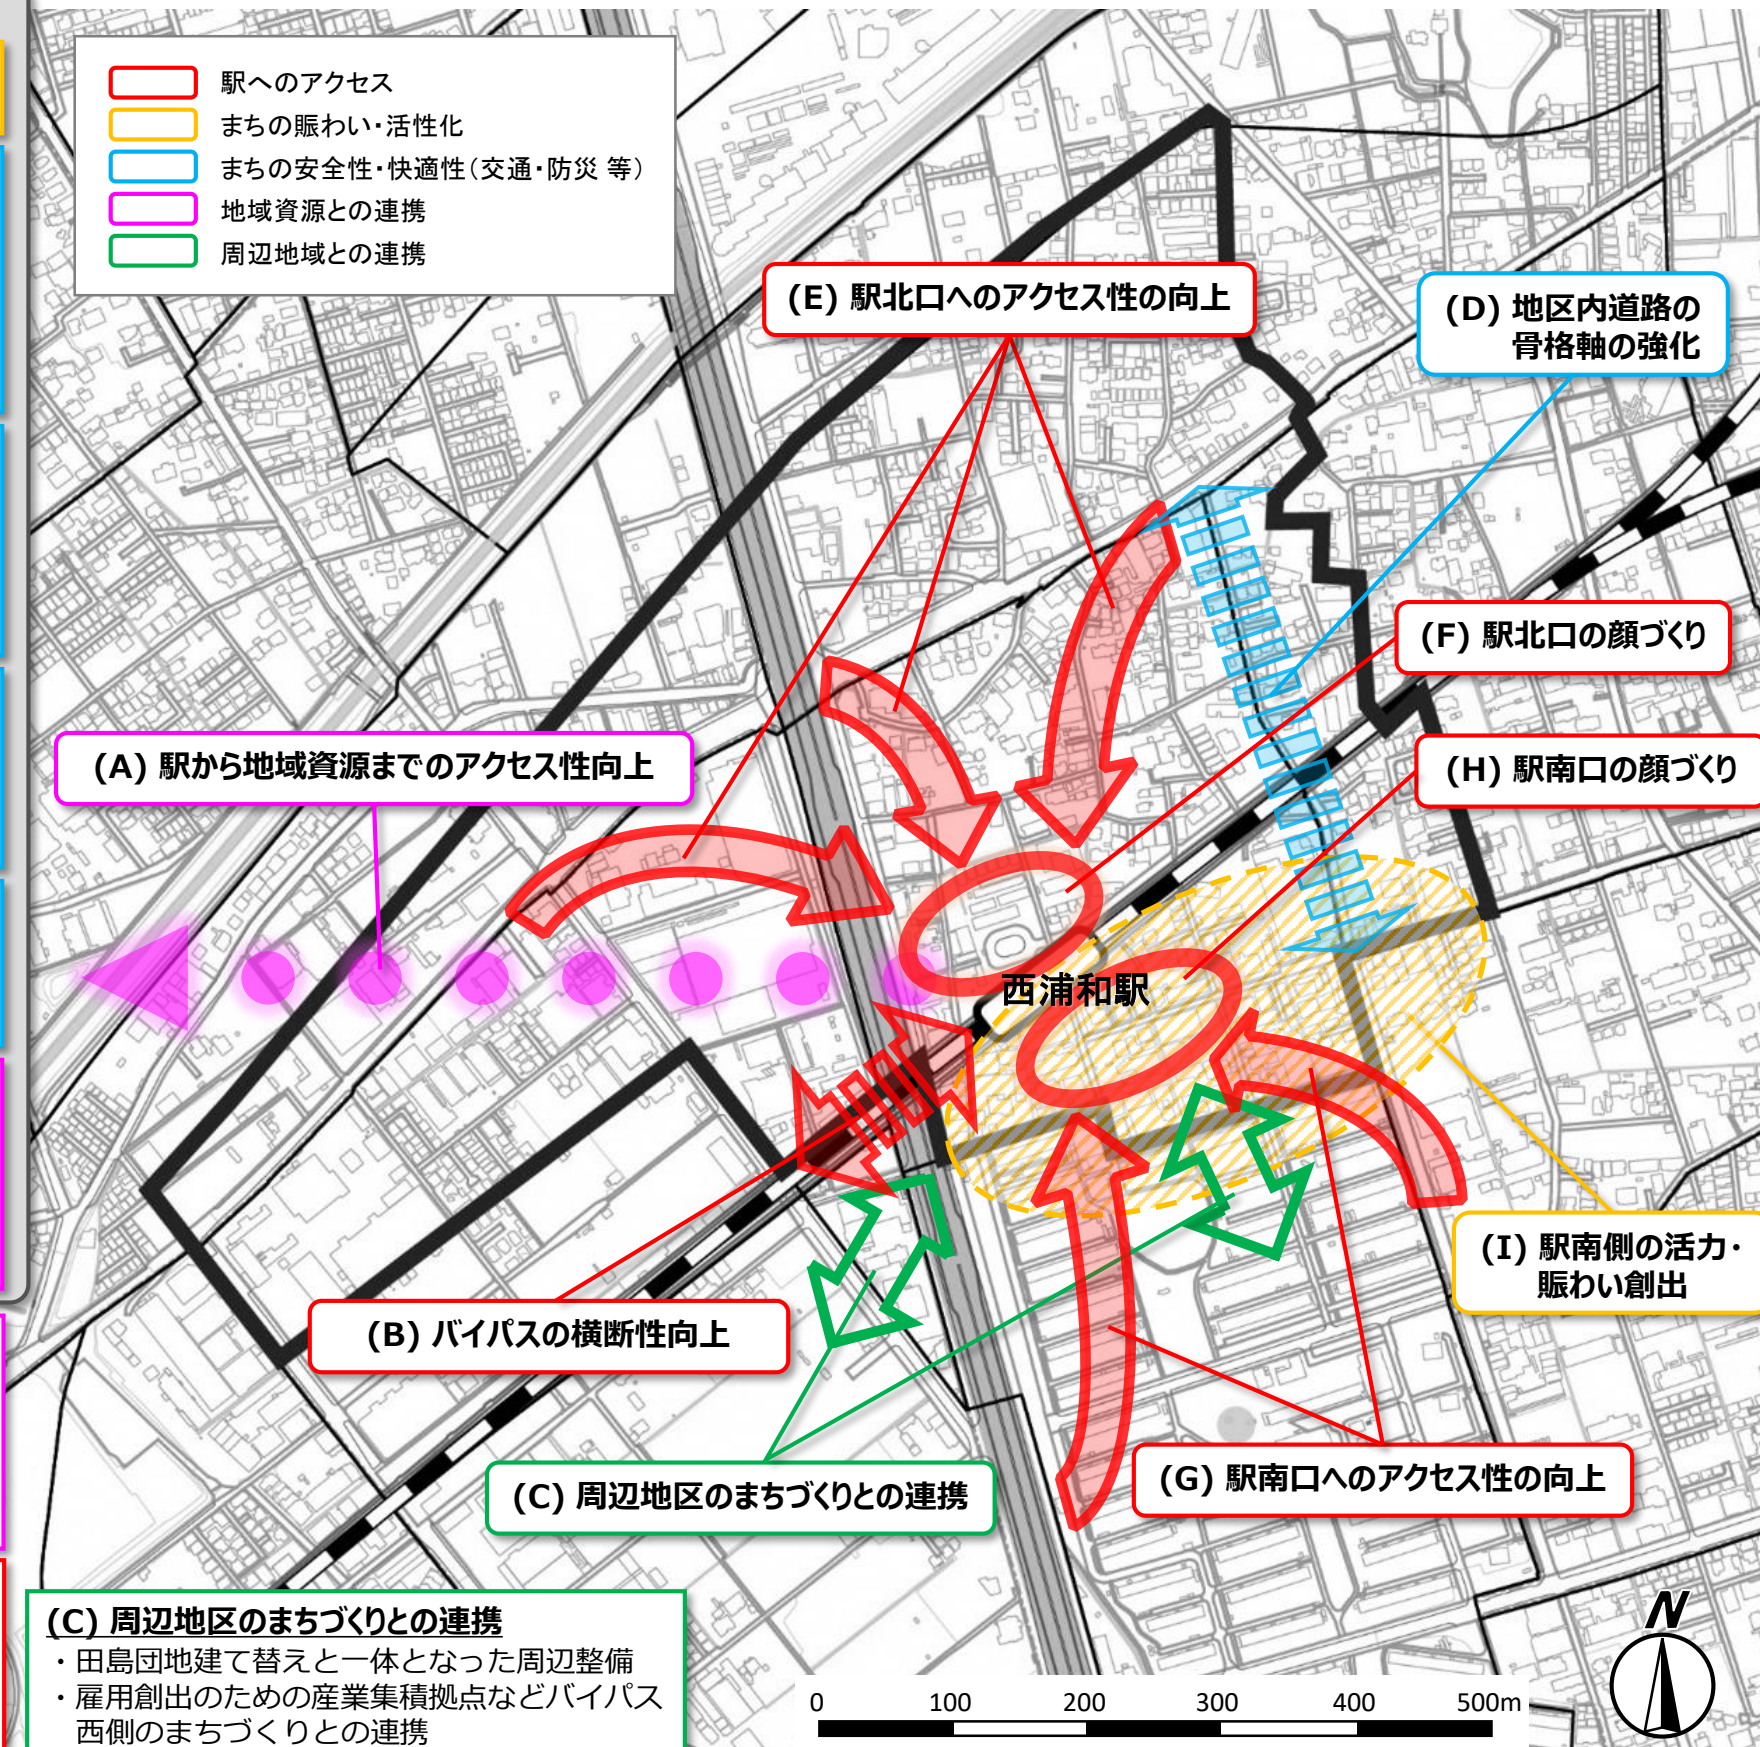 駅へのアクセス
まちの賑わい・活性化
まちの安全性・快適性(交通・防災 等)
地域資源との連携
周辺地域との連携
(E) 駅北口へのアクセス性の向上
(D) 地区内道路の
骨格軸の強化
(F) 駅北口の顔づくり
(A) 駅から地域資源までのアクセス性向上
(H) 駅南口の顔づくり
西浦和駅
(I) 駅南側の活力・
賑わい創出
(B) バイパスの横断性向上
(G) 駅南口へのアクセス性の向上
(C) 周辺地区のまちづくりとの連携
(C) 周辺地区のまちづくりとの連携
・田島団地建て替えと一体となった周辺整備
・雇用創出のための産業集積拠点などバイパス
西側のまちづくりとの連携
N
0 100 200 300 400 500m